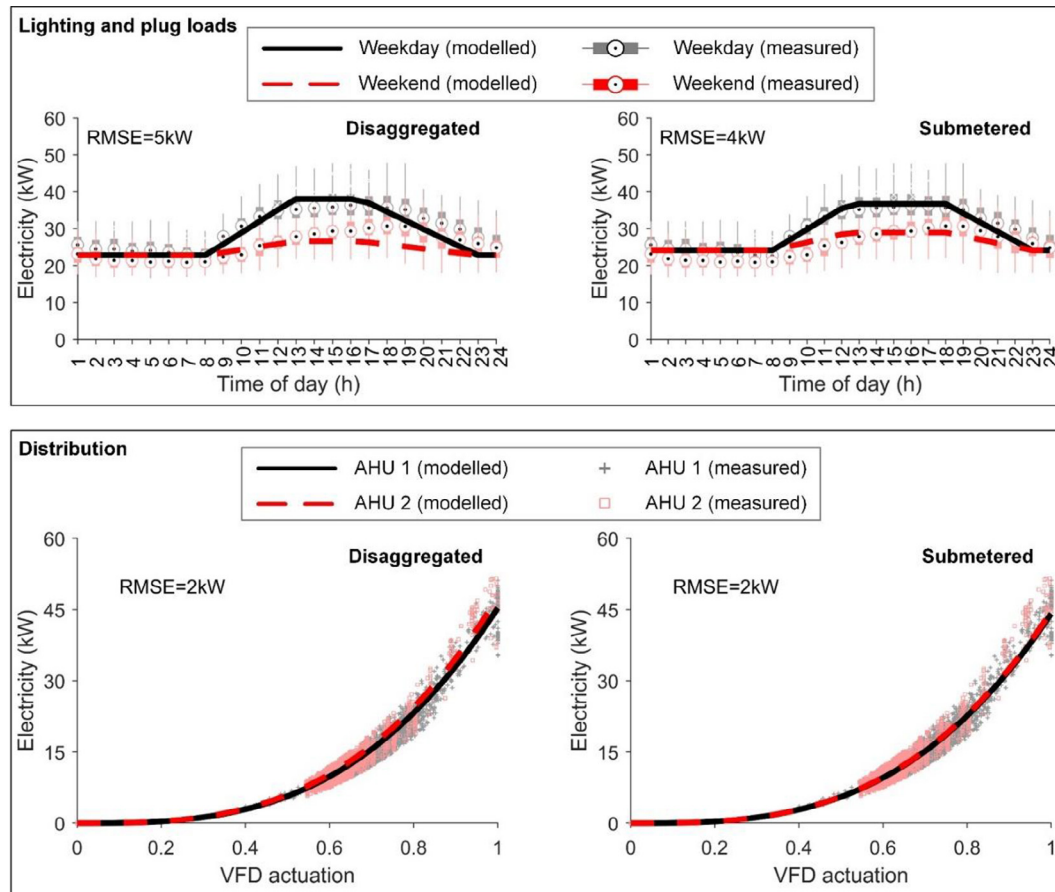 Lighting and plug loads
Weekday (modelled) Weekday (measured)
Weekend (modelled) Weekend (measured)
Disaggregated
RMSE=5kW
Electricity (kW)
60
50
40
30
20
10
0
1 2 3 4 5 6 7 8 9 10 11 12 13 14 15 16 17 18 19 20 21 22 23 24
Time of day (h)
Submetered
RMSE=4kW
Electricity (kW)
60
50
40
30
20
10
0
1 2 3 4 5 6 7 8 9 10 11 12 13 14 15 16 17 18 19 20 21 22 23 24
Time of day (h)
Distribution
AHU 1 (modelled) AHU 1 (measured)
AHU 2 (modelled) AHU 2 (measured)
Disaggregated
RMSE=2kW
Electricity (kW)
60
45
30
15
0
0 0.2 0.4 0.6 0.8 1
VFD actuation
Submetered
RMSE=2kW
Electricity (kW)
60
45
30
15
0
0 0.2 0.4 0.6 0.8 1
VFD actuation